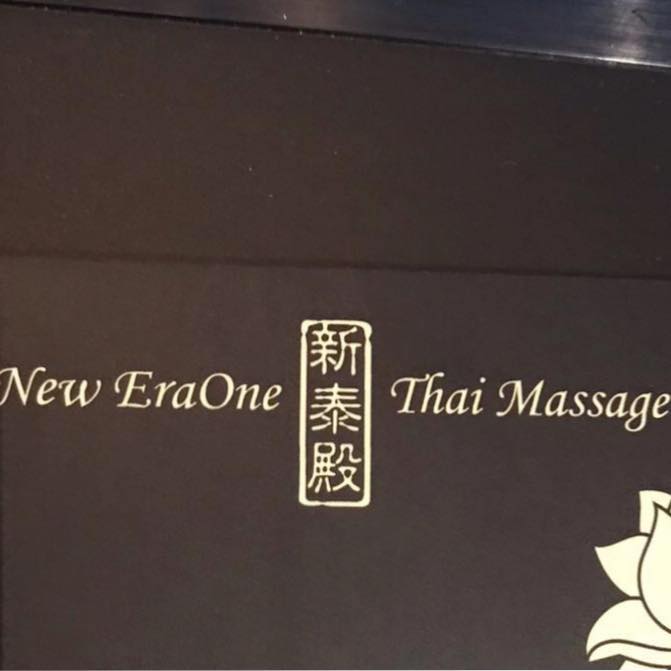 New EraOne
新泰殿
Thai Massage